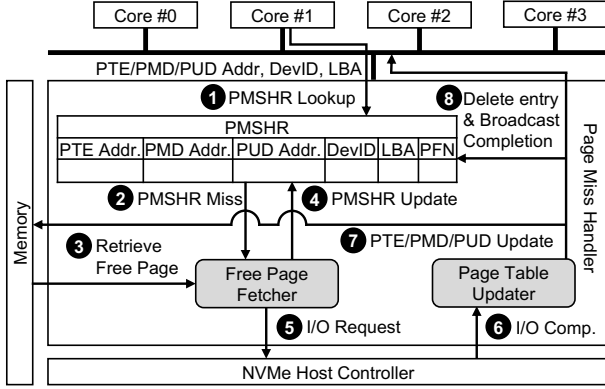 Core #0 Core #1 Core #2 Core #3
PTE/PMD/PUD Addr, DevID, LBA
1 PMSHR Lookup
8 Delete entry
& Broadcast
Completion
PMSHR
PTE Addr. PMD Addr. PUD Addr. DevID LBA PFN
2 PMSHR Miss
4 PMSHR Update
7 PTE/PMD/PUD Update
3 Retrieve
Free Page
Free Page
Fetcher
Page Table
Updater
5 I/O Request
6 I/O Comp.
NVMe Host Controller
Memory
Page Miss Handler